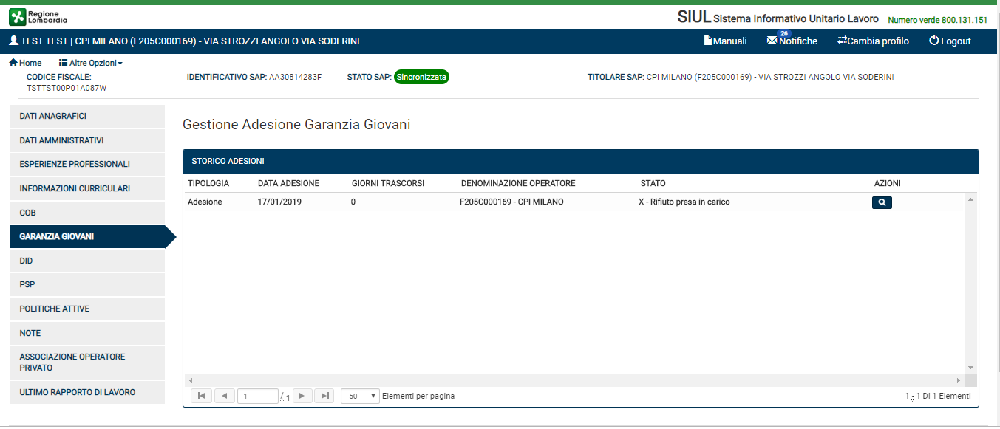 Regione
Lombardia
SIUL Sistema Informativo Unitario Lavoro Numero verde 800.131.151
TEST TEST | CPI MILANO (F205C000169) - VIA STROZZI ANGOLO VIA SODERINI
Manuali 26 Notifiche Cambia profilo Logout
Home Altre Opzioni
CODICE FISCALE:
TSTTST00P01A087W
IDENTIFICATIVO SAP: AA30814283F
STATO SAP: Sincronizzata
TITOLARE SAP: CPI MILANO (F205C000169) - VIA STROZZI ANGOLO VIA SODERINI
DATI ANAGRAFICI
DATI AMMINISTRATIVI
ESPERIENZE PROFESSIONALI
INFORMAZIONI CURRICULARI
COB
GARANZIA GIOVANI
DID
PSP
POLITICHE ATTIVE
NOTE
ASSOCIAZIONE OPERATORE
PRIVATO
ULTIMO RAPPORTO DI LAVORO
Gestione Adesione Garanzia Giovani
STORICO ADESIONI
TIPOLOGIA DATA ADESIONE GIORNI TRASCORSI DENOMINAZIONE OPERATORE STATO AZIONI
Adesione 17/01/2019 0 F205C000169 - CPI MILANO X - Rifiuto presa in carico
1 / 1 50 Elementi per pagina 1 - 1 Di 1 Elementi